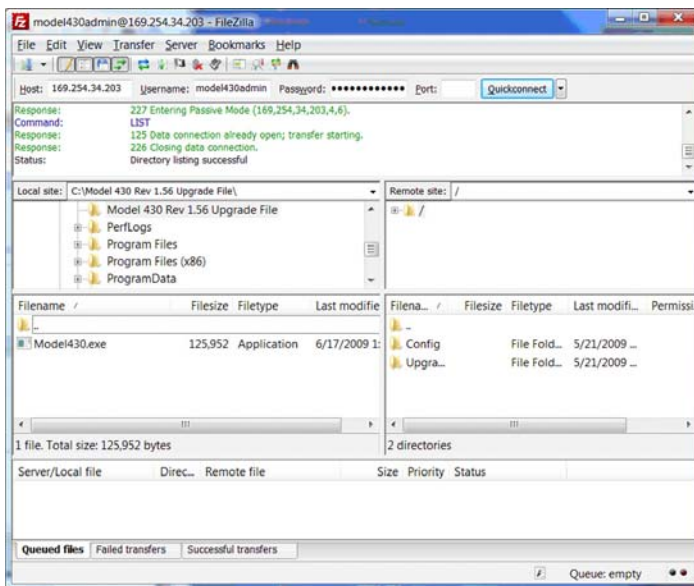 model430admin@169.254.34.203 - FileZilla
File Edit View Transfer Server Bookmarks Help
Host: 169.254.34.203 Username: model430admin Password: •••••••••••• Port: Quickconnect
Response: 227 Entering Passive Mode (169,254,34,203,4,6).
Command: LIST
Response: 125 Data connection already open; transfer starting.
Response: 226 Closing data connection.
Status: Directory listing successful
Local site: C:\Model 430 Rev 1.56 Upgrade File\
Remote site: /
Model 430 Rev 1.56 Upgrade File
PerfLogs
Program Files
Program Files (x86)
ProgramData
/
Filename / Filesize Filetype Last modifie
..
Model430.exe 125,952 Application 6/17/2009 1:
1 file. Total size: 125,952 bytes
Filena... / Filesize Filetype Last modifi... Permissi
..
Config File Fold... 5/21/2009 ...
Upgra... File Fold... 5/21/2009 ...
2 directories
Server/Local file Direc... Remote file Size Priority Status
Queued files Failed transfers Successful transfers
Queue: empty